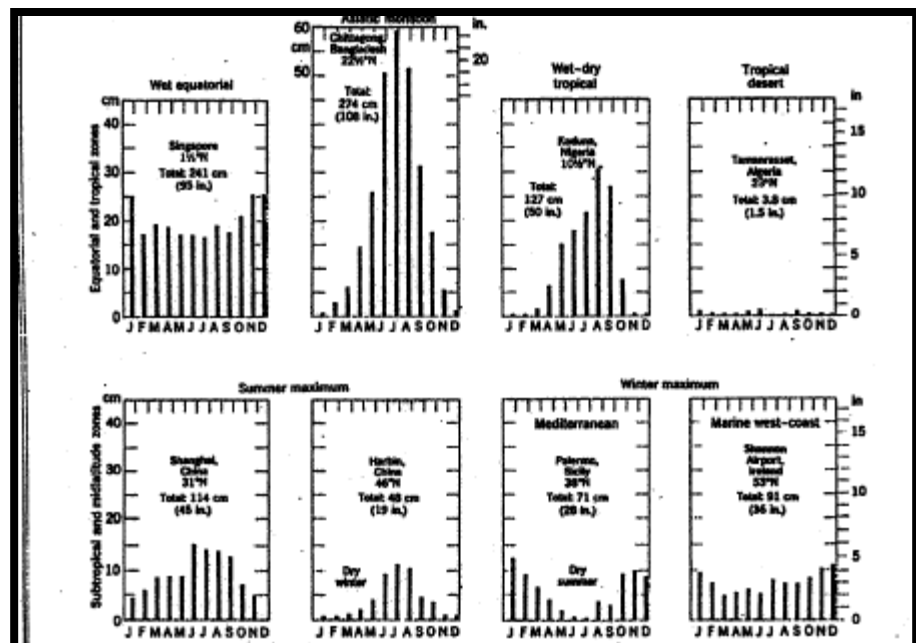 Asiatic monsoon
Wet equatorial
Wet-dry
tropical
Tropical
desert
Equatorial and tropical zones
cm
40
30
20
10
0
Singapore
1½°N
Total: 241 cm
(95 in.)
J F M A M J J A S O N D
60
cm
50
Chittagong,
Bangladesh
22½°N
Total:
274 cm
(108 in.)
in.
20
J F M A M J J A S O N D
Kaduna,
Nigeria
10½°N
Total:
127 cm
(50 in.)
J F M A M J J A S O N D
Tamanrasset,
Algeria
23°N
Total: 3.8 cm
(1.5 in.)
in
15
10
5
0
J F M A M J J A S O N D
Summer maximum
Winter maximum
Subtropical and midlatitude zones
cm
40
30
20
10
0
Shanghai,
China
31°N
Total: 114 cm
(45 in.)
J F M A M J J A S O N D
Harbin,
China
46°N
Total: 48 cm
(19 in.)
Dry
winter
J F M A M J J A S O N D
Mediterranean
Palermo,
Sicily
38°N
Total: 71 cm
(28 in.)
Dry
summer
J F M A M J J A S O N D
Marine west-coast
Shannon
Airport,
Ireland
53°N
Total: 91 cm
(36 in.)
in
15
10
5
0
J F M A M J J A S O N D